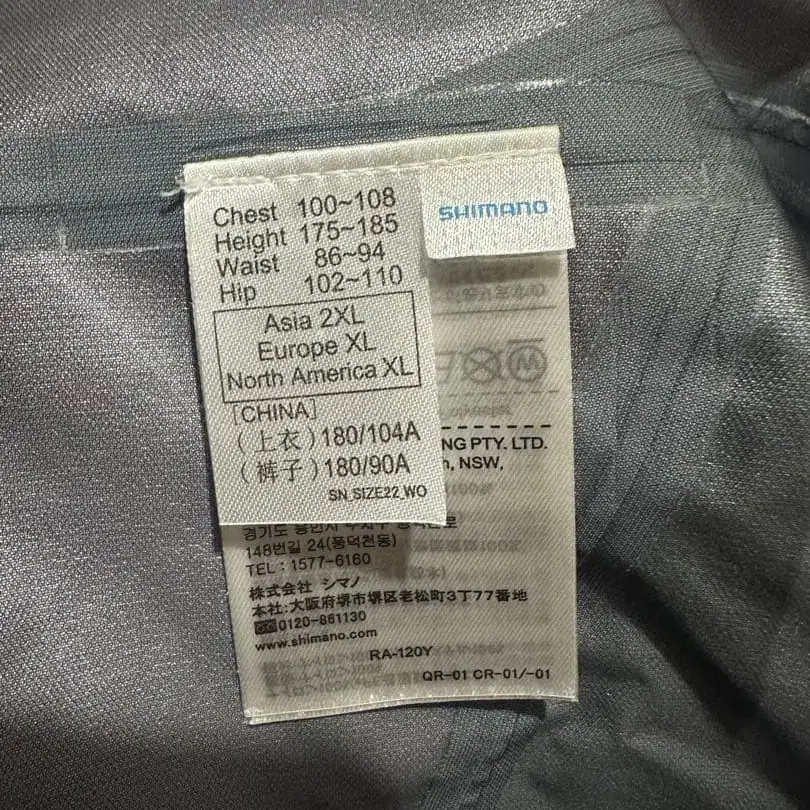 Chest 100~108
Height 175~185
Waist 86~94
Hip 102~110
Asia 2XL
Europe XL
North America XL
[CHINA]
(上衣)180/104A
(裤子)180/90A
SN_SIZE22_WO
SHIMANO
NG PTY. LTD.
NSW,
148번길 24(풍덕천동)
TEL : 1577-6160
株式会社 シマノ
本社:大阪府堺市堺区老松町3丁77番地
0120-861130
www.shimano.com
RA-120Y
QR-01 CR-01/-01